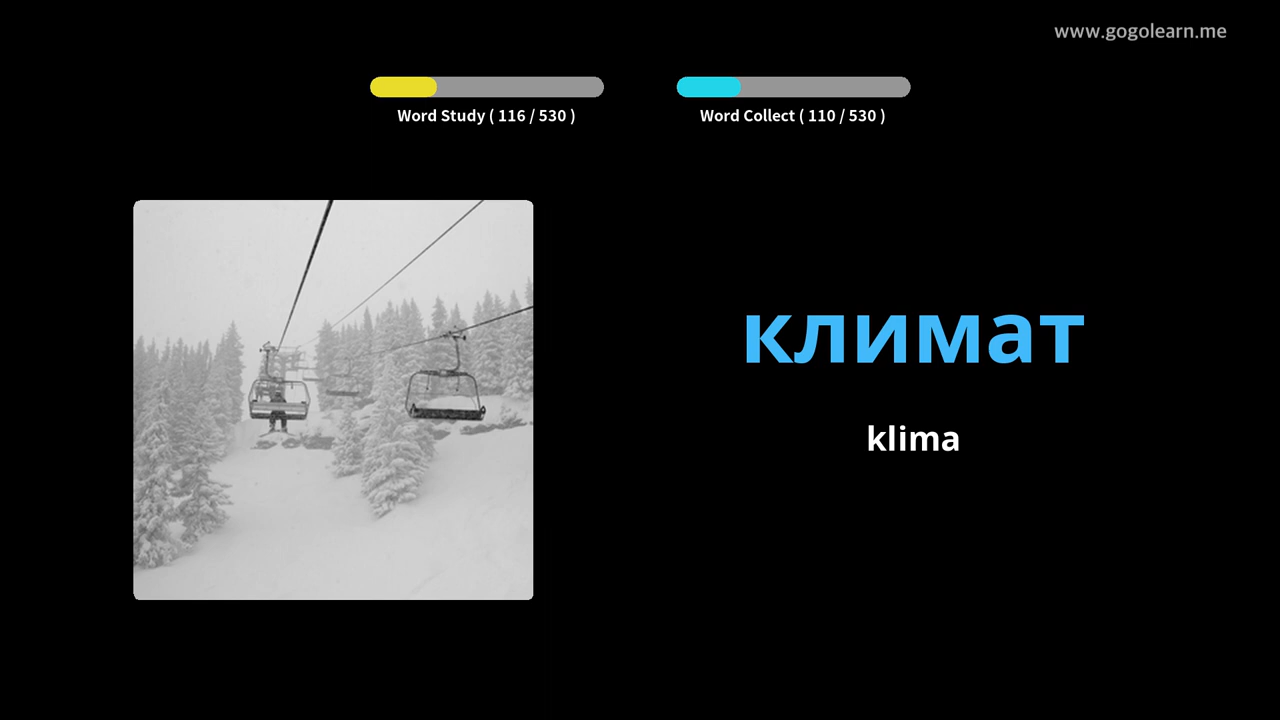 www.gogolearn.me
Word Study ( 116 / 530 )
Word Collect ( 110 / 530 )
климат
klima